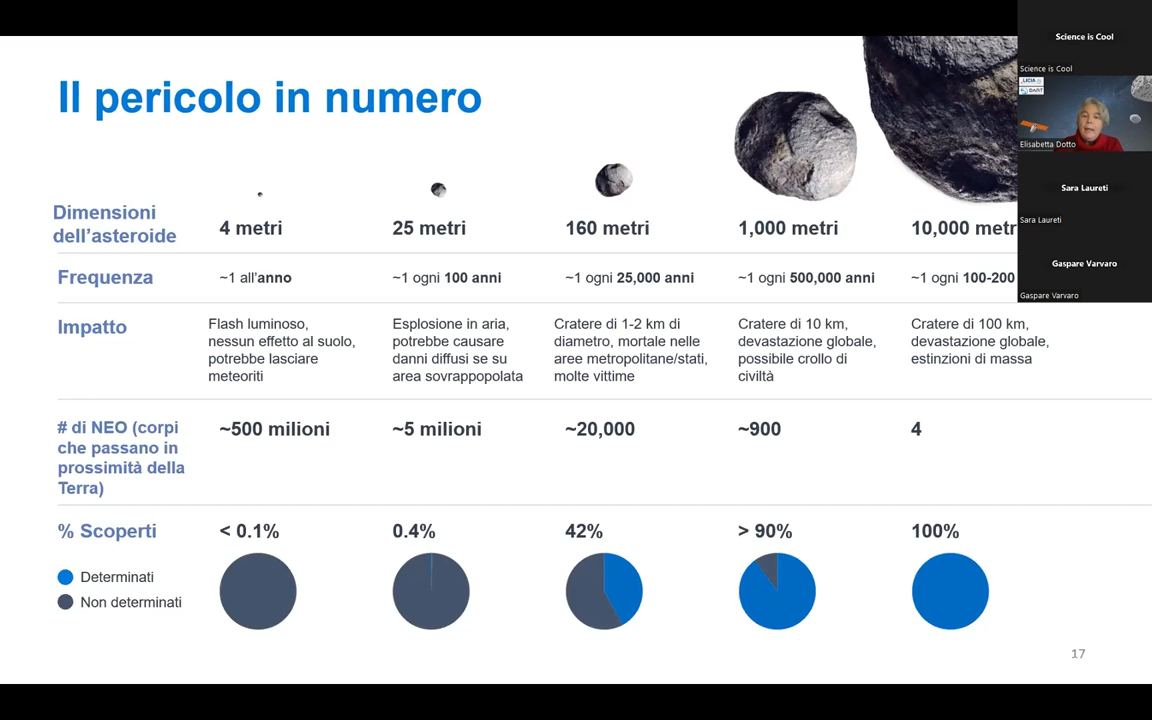 Il pericolo in numero
Science is Cool
Science is Cool
LICIA
DART
Elisabetta Dotto
Sara Laureti
Sara Laureti
Gaspare Varvaro
Gaspare Varvaro
Dimensioni
dell'asteroide
4 metri
25 metri
160 metri
1,000 metri
10,000 metr
Frequenza
~1 all'anno
~1 ogni 100 anni
~1 ogni 25,000 anni
~1 ogni 500,000 anni
~1 ogni 100-200
Impatto
Flash luminoso,
nessun effetto al suolo,
potrebbe lasciare
meteoriti
Esplosione in aria,
potrebbe causare
danni diffusi se su
area sovrappopolata
Cratere di 1-2 km di
diametro, mortale nelle
aree metropolitane/stati,
molte vittime
Cratere di 10 km,
devastazione globale,
possibile crollo di
civiltà
Cratere di 100 km,
devastazione globale,
estinzioni di massa
# di NEO (corpi
che passano in
prossimità della
Terra)
~500 milioni
~5 milioni
~20,000
~900
4
% Scoperti
< 0.1%
0.4%
42%
> 90%
100%
Determinati
Non determinati
17